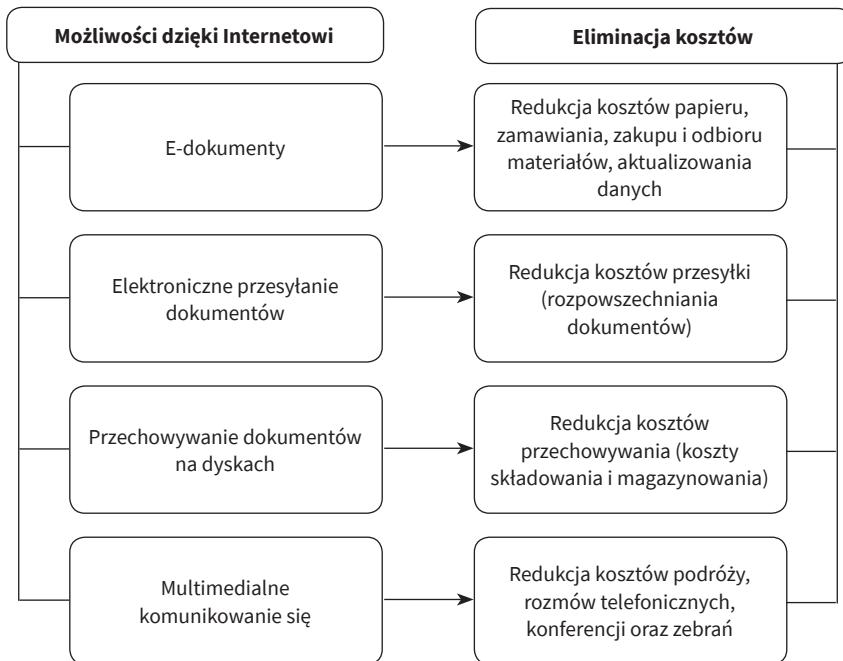 Możliwości dzięki Internetowi
Eliminacja kosztów
E-dokumenty
Redukcja kosztów papieru,
zamawiania, zakupu i odbioru
materiałów, aktualizowania
danych
Elektroniczne przesyłanie
dokumentów
Redukcja kosztów przesyłki
(rozpowszechniania
dokumentów)
Przechowywanie dokumentów
na dyskach
Redukcja kosztów
przechowywania (koszty
składowania i magazynowania)
Multimedialne
komunikowanie się
Redukcja kosztów podróży,
rozmów telefonicznych,
konferencji oraz zebrań